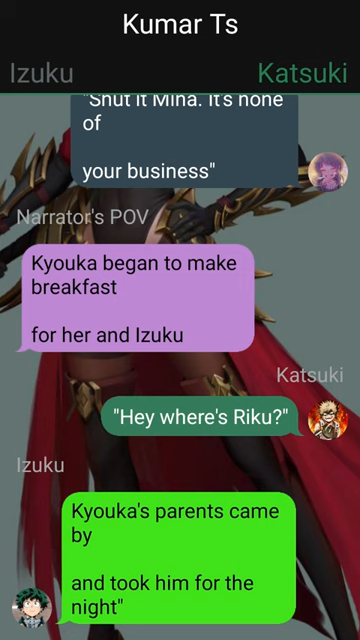 Kumar Ts
Izuku
Katsuki
"Shut it Mina. It's none
of
your business"
Narrator's POV
Kyouka began to make
breakfast
for her and Izuku
Katsuki
"Hey where's Riku?"
Izuku
Kyouka's parents came
by
and took him for the
night"